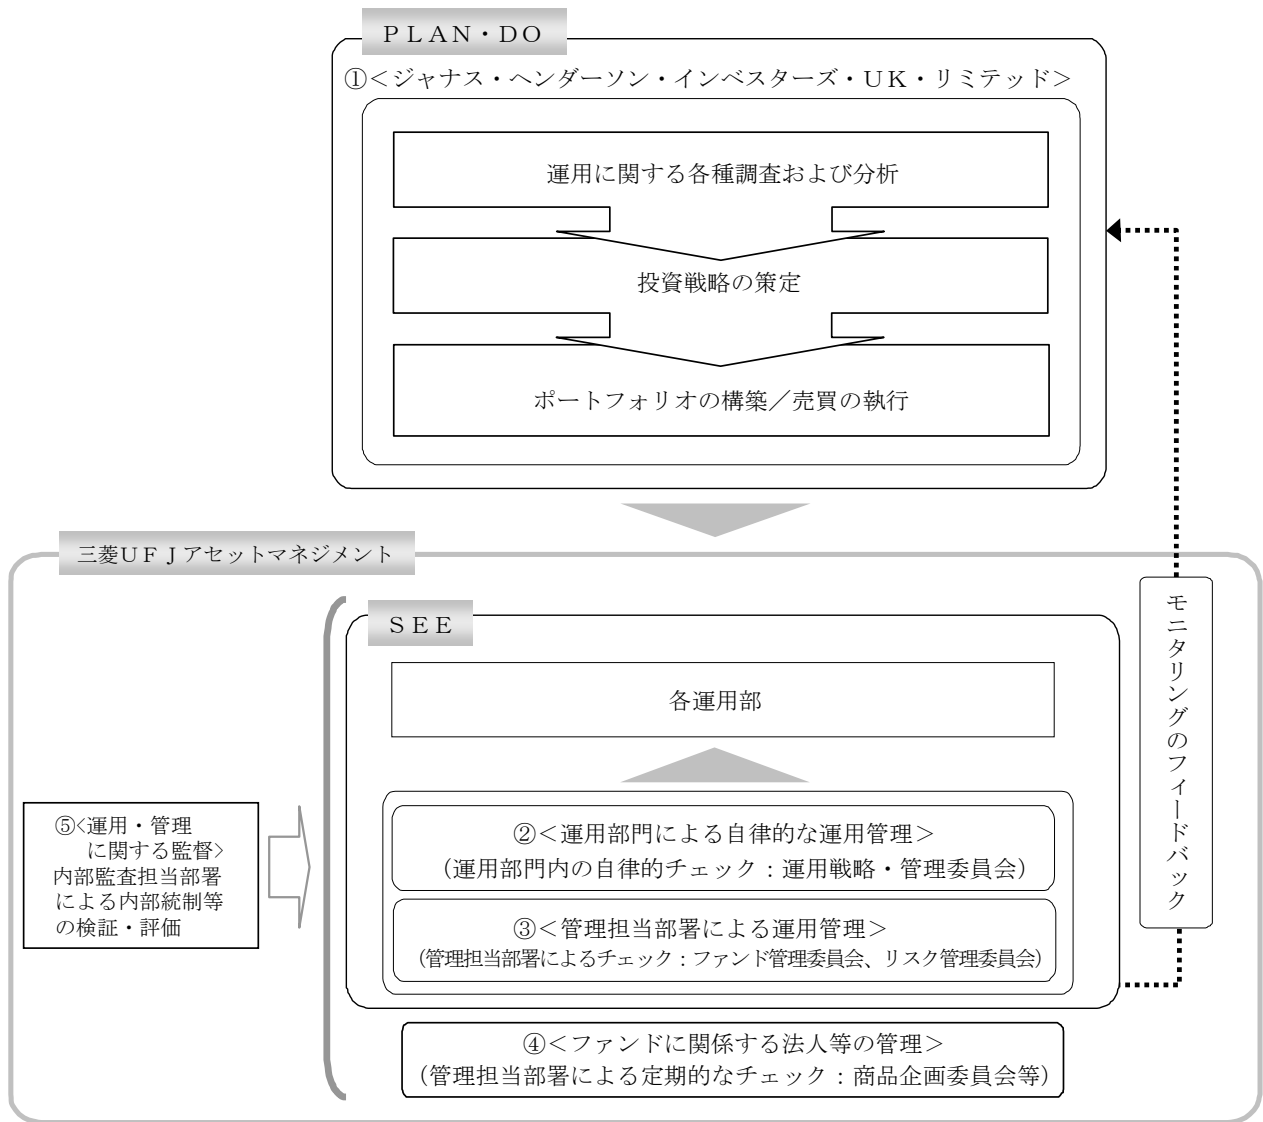 ＰＬＡＮ・ＤＯ
①＜ジャナス・ヘンダーソン・インベスターズ・ＵＫ・リミテッド＞
運用に関する各種調査および分析
投資戦略の策定
ポートフォリオの構築／売買の執行
三菱ＵＦＪアセットマネジメント
ＳＥＥ
各運用部
②＜運用部門による自律的な運用管理＞
（運用部門内の自律的チェック：運用戦略・管理委員会）
③＜管理担当部署による運用管理＞
（管理担当部署によるチェック：ファンド管理委員会、リスク管理委員会）
④＜ファンドに関係する法人等の管理＞
（管理担当部署による定期的なチェック：商品企画委員会等）
⑤<運用・管理
に関する監督>
内部監査担当部署
による内部統制等
の検証・評価
モニタリングのフィードバック